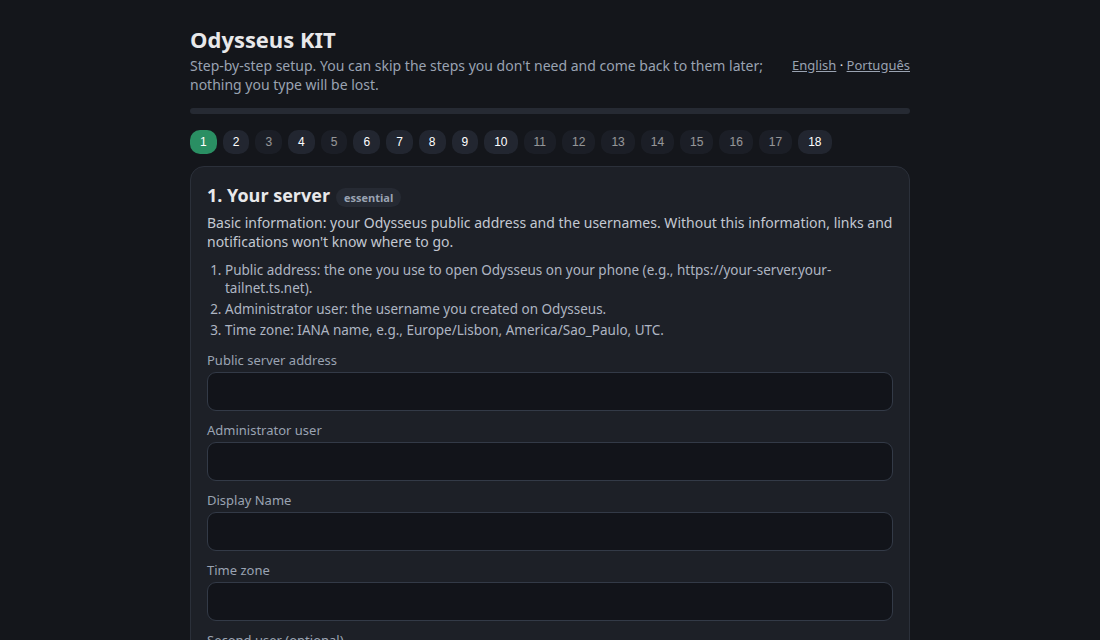 Odysseus KIT
Step-by-step setup. You can skip the steps you don't need and come back to them later;
nothing you type will be lost.
English · Português
1 2 3 4 5 6 7 8 9 10 11 12 13 14 15 16 17 18
1. Your server essential
Basic information: your Odysseus public address and the usernames. Without this information, links and
notifications won't know where to go.
1. Public address: the one you use to open Odysseus on your phone (e.g., https://your-server.your-
tailnet.ts.net).
2. Administrator user: the username you created on Odysseus.
3. Time zone: IANA name, e.g., Europe/Lisbon, America/Sao_Paulo, UTC.
Public server address
Administrator user
Display Name
Time zone
Second user (optional)